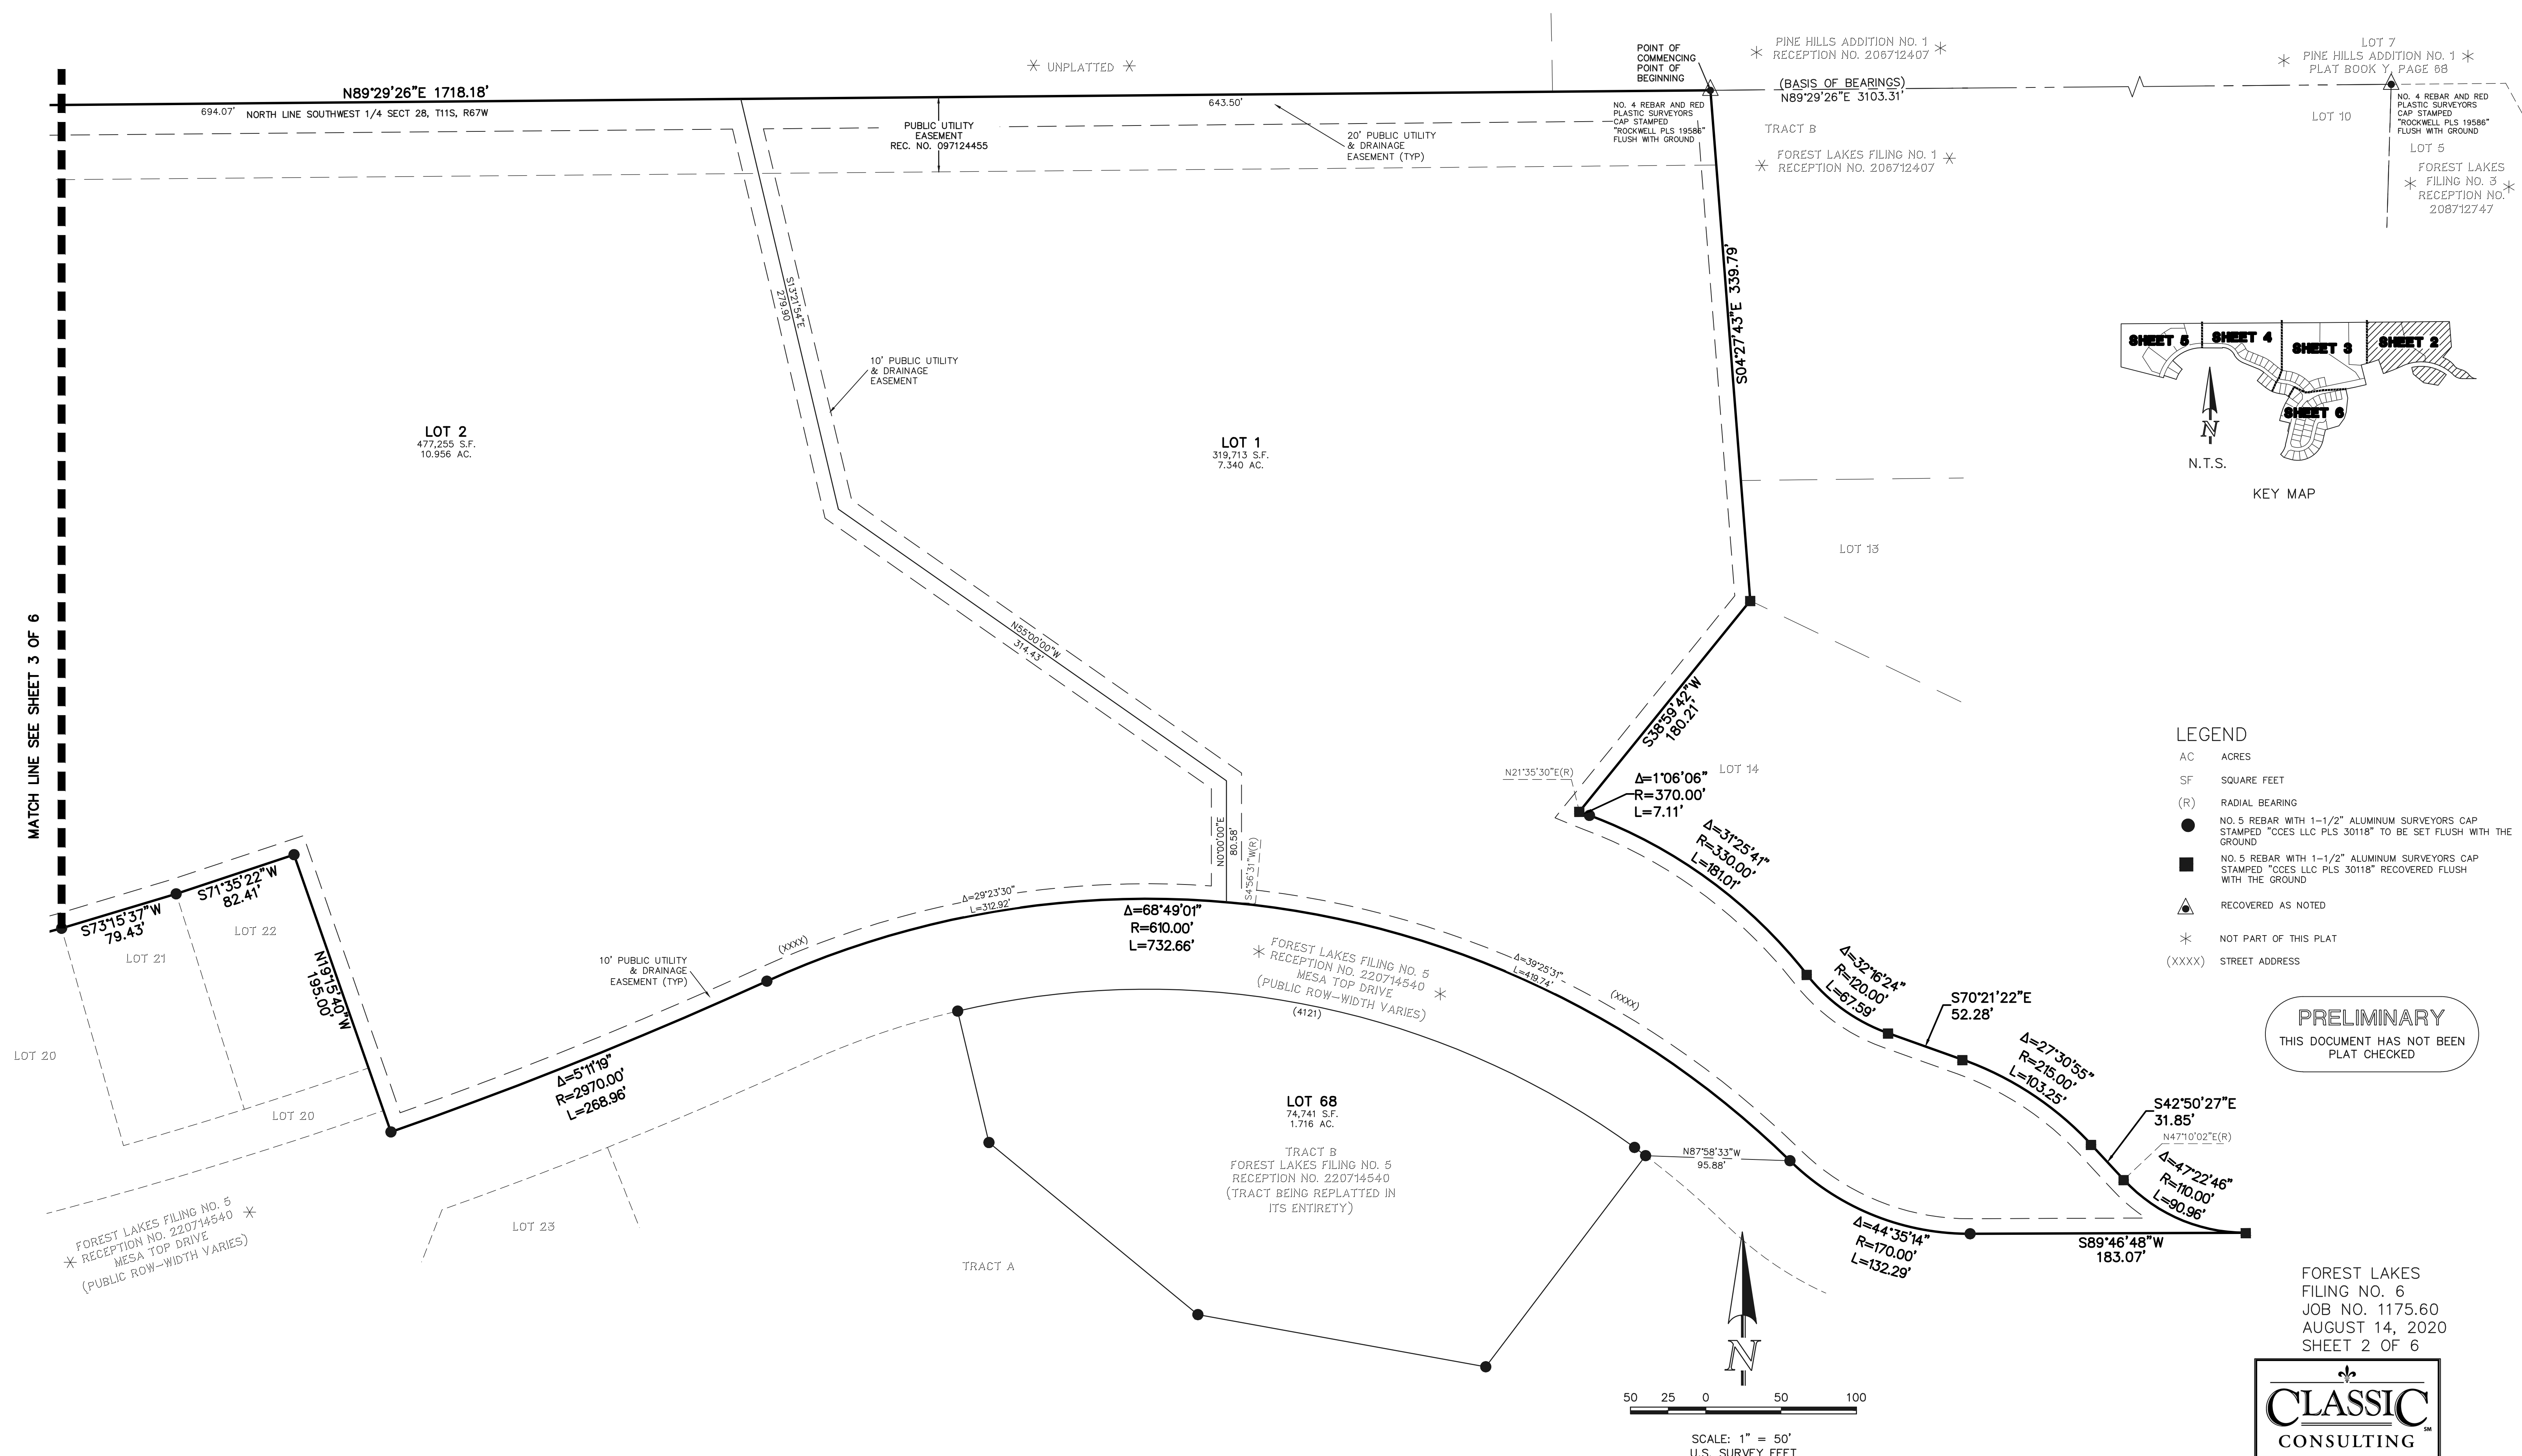 UNPLATTED
POINT OF
COMMENCING
POINT OF
BEGINNING
PINE HILLS ADDITION NO. 1
RECEPTION NO. 206712407
LOT 7
PINE HILLS ADDITION NO. 1
PLAT BOOK Y, PAGE 68
(BASIS OF BEARINGS)
N89°29'26"E 3103.31'
N89°29'26"E 1718.18'
694.07'
NORTH LINE SOUTHWEST 1/4 SECT 28, T11S, R67W
643.50'
PUBLIC UTILITY
EASEMENT
REC. NO. 097124455
20' PUBLIC UTILITY
& DRAINAGE
EASEMENT (TYP)
NO. 4 REBAR AND RED
PLASTIC SURVEYORS
CAP STAMPED
"ROCKWELL PLS 19586"
FLUSH WITH GROUND
TRACT B
FOREST LAKES FILING NO. 1
RECEPTION NO. 206712407
LOT 10
NO. 4 REBAR AND RED
PLASTIC SURVEYORS
CAP STAMPED
"ROCKWELL PLS 19586"
FLUSH WITH GROUND
LOT 5
FOREST LAKES
FILING NO. 3
RECEPTION NO.
208712747
S13°21'54"E
279.90
S04°27'43"E 339.79'
10' PUBLIC UTILITY
& DRAINAGE
EASEMENT
LOT 2
477,255 S.F.
10.956 AC.
LOT 1
319,713 S.F.
7.340 AC.
SHEET 5
SHEET 4
SHEET 3
SHEET 2
SHEET 6
N
N.T.S.
KEY MAP
LOT 13
N55°00'00"W
314.43'
MATCH LINE SEE SHEET 3 OF 6
S38°59'42"W
180.21'
N21°35'30"E(R)
LOT 14
Δ=1°06'06"
R=370.00'
L=7.11'
Δ=31°25'41"
R=330.00'
L=181.01'
N0°00'00"E
80.58'
S4°56'31"W(R)
LEGEND
AC ACRES
SF SQUARE FEET
(R) RADIAL BEARING
NO. 5 REBAR WITH 1-1/2" ALUMINUM SURVEYORS CAP
STAMPED "CCES LLC PLS 30118" TO BE SET FLUSH WITH THE
GROUND
NO. 5 REBAR WITH 1-1/2" ALUMINUM SURVEYORS CAP
STAMPED "CCES LLC PLS 30118" RECOVERED FLUSH
WITH THE GROUND
RECOVERED AS NOTED
NOT PART OF THIS PLAT
(XXXX) STREET ADDRESS
S73°15'37"W
79.43'
S71°35'22"W
82.41'
LOT 21
LOT 22
N19°15'40"W
195.00'
Δ=29°23'30"
L=312.92'
(XXXX)
10' PUBLIC UTILITY
& DRAINAGE
EASEMENT (TYP)
Δ=68°49'01"
R=610.00'
L=732.66'
FOREST LAKES FILING NO. 5
RECEPTION NO. 220714540
MESA TOP DRIVE
(PUBLIC ROW-WIDTH VARIES)
Δ=39°25'31"
L=419.74'
(XXXX)
(4121)
Δ=32°16'24"
R=120.00'
L=67.59'
S70°21'22"E
52.28'
Δ=27°30'55"
R=215.00'
L=103.25'
PRELIMINARY
THIS DOCUMENT HAS NOT BEEN
PLAT CHECKED
LOT 20
LOT 20
Δ=5°11'19"
R=2970.00'
L=268.96'
LOT 68
74,741 S.F.
1.716 AC.
TRACT B
FOREST LAKES FILING NO. 5
RECEPTION NO. 220714540
(TRACT BEING REPLATTED IN
ITS ENTIRETY)
N87°58'33"W
95.88'
S42°50'27"E
31.85'
N47°10'02"E(R)
Δ=47°22'46"
R=110.00'
L=90.96'
Δ=44°35'14"
R=170.00'
L=132.29'
S89°46'48"W
183.07'
FOREST LAKES FILING NO. 5
RECEPTION NO. 220714540
MESA TOP DRIVE
(PUBLIC ROW-WIDTH VARIES)
LOT 23
TRACT A
N
50 25 0 50 100
SCALE: 1" = 50'
U.S. SURVEY FEET
FOREST LAKES
FILING NO. 6
JOB NO. 1175.60
AUGUST 14, 2020
SHEET 2 OF 6
CLASSIC
SM
CONSULTING